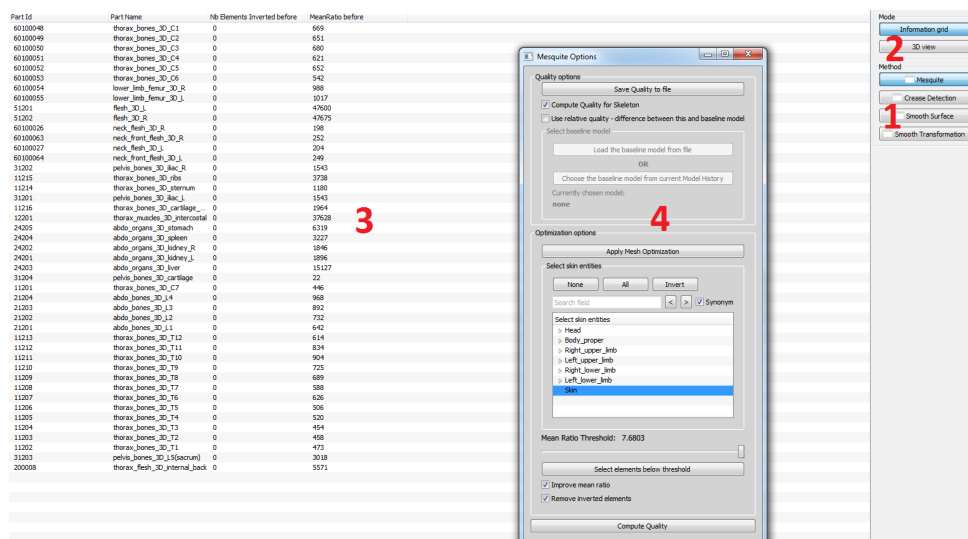 Part Id Part Name Nb Elements Inverted before MeanRatio before
60100048 thorax_bones_3D_C1 0 669
60100049 thorax_bones_3D_C2 0 651
60100050 thorax_bones_3D_C3 0 680
60100051 thorax_bones_3D_C4 0 621
60100052 thorax_bones_3D_C5 0 652
60100053 thorax_bones_3D_C6 0 542
60100054 lower_limb_femur_3D_R 0 988
60100055 lower_limb_femur_3D_L 0 1017
51201 flesh_3D_L 0 47600
51202 flesh_3D_R 0 47675
60100026 neck_flesh_3D_R 0 198
60100063 neck_front_flesh_3D_R 0 252
60100027 neck_flesh_3D_L 0 204
60100064 neck_front_flesh_3D_L 0 249
31202 pelvis_bones_3D_iliac_R 0 1543
11215 thorax_bones_3D_ribs 0 3738
11214 thorax_bones_3D_sternum 0 1180
31201 pelvis_bones_3D_iliac_L 0 1543
11216 thorax_bones_3D_cartilage_... 0 1964
12201 thorax_muscles_3D_intercostal 0 37628
24205 abdo_organs_3D_stomach 0 6319
24204 abdo_organs_3D_spleen 0 3227
24202 abdo_organs_3D_kidney_R 0 1846
24201 abdo_organs_3D_kidney_L 0 1896
24203 abdo_organs_3D_liver 0 15127
31204 pelvis_bones_3D_cartilage 0 22
11201 thorax_bones_3D_C7 0 446
21204 abdo_bones_3D_L4 0 968
21203 abdo_bones_3D_L3 0 892
21202 abdo_bones_3D_L2 0 732
21201 abdo_bones_3D_L1 0 642
11213 thorax_bones_3D_T12 0 614
11212 thorax_bones_3D_T11 0 834
11211 thorax_bones_3D_T10 0 904
11210 thorax_bones_3D_T9 0 725
11209 thorax_bones_3D_T8 0 689
11208 thorax_bones_3D_T7 0 588
11207 thorax_bones_3D_T6 0 626
11206 thorax_bones_3D_T5 0 506
11205 thorax_bones_3D_T4 0 520
11204 thorax_bones_3D_T3 0 454
11203 thorax_bones_3D_T2 0 458
11202 thorax_bones_3D_T1 0 473
31203 pelvis_bones_3D_L5(sacrum) 0 3018
200008 thorax_flesh_3D_internal_back 0 5571
3
Mesquite Options
Quality options
Save Quality to file
Compute Quality for Skeleton
Use relative quality - difference between this and baseline model
Select baseline model
Load the baseline model from file
OR
Choose the baseline model from current Model History
Currently chosen model:
none
4
Optimization options
Apply Mesh Optimization
Select skin entities
None All Invert
Search field < > Synonym
Select skin entities
Head
Body_proper
Right_upper_limb
Left_upper_limb
Right_lower_limb
Left_lower_limb
Skin
Mean Ratio Threshold: 7.6803
Select elements below threshold
Improve mean ratio
Remove inverted elements
Compute Quality
Mode
Information grid
2
3D view
Method
Mesquite
Crease Detection
1
Smooth Surface
Smooth Transformation